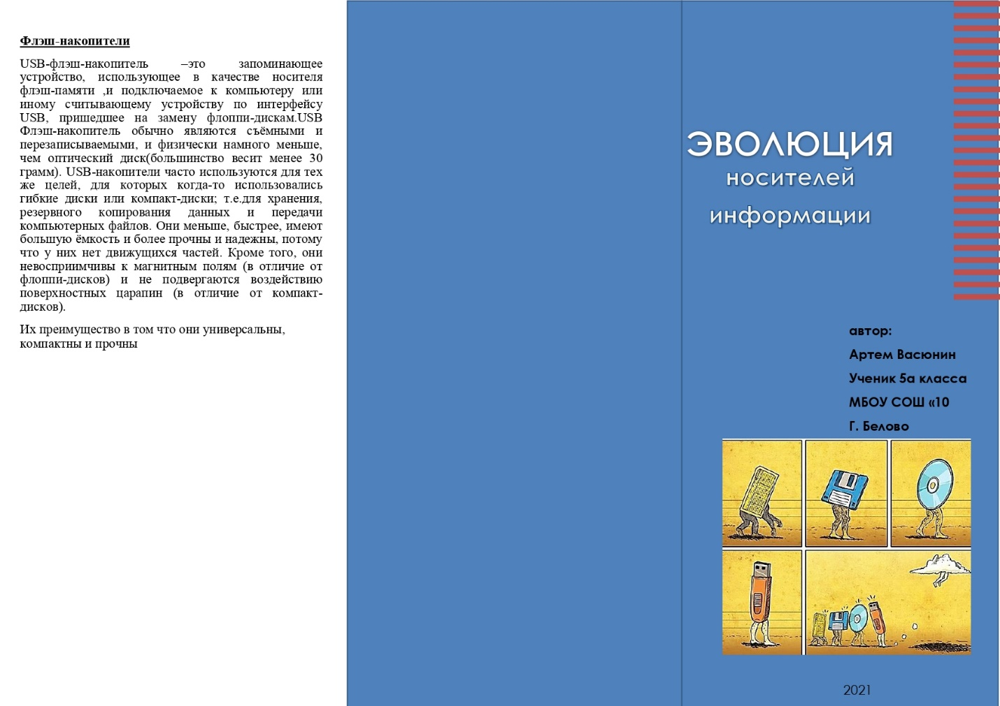 Флэш-накопители
USB-флэш-накопитель –это запоминающее
устройство, использующее в качестве носителя
флэш-памяти ,и подключаемое к компьютеру или
иному считывающему устройству по интерфейсу
USB, пришедшее на замену флоппи-дискам.USB
Флэш-накопитель обычно являются съёмными и
перезаписываемыми, и физически намного меньше,
чем оптический диск(большинство весит менее 30
грамм). USB-накопители часто используются для тех
же целей, для которых когда-то использовались
гибкие диски или компакт-диски; т.е.для хранения,
резервного копирования данных и передачи
компьютерных файлов. Они меньше, быстрее, имеют
большую ёмкость и более прочны и надежны, потому
что у них нет движущихся частей. Кроме того, они
невосприимчивы к магнитным полям (в отличие от
флоппи-дисков) и не подвергаются воздействию
поверхностных царапин (в отличие от компакт-
дисков).
Их преимущество в том что они универсальны,
компактны и прочны
ЭВОЛЮЦИЯ
носителей
информации
автор:
Артем Васюнин
Ученик 5а класса
МБОУ СОШ «10
Г. Белово
2021